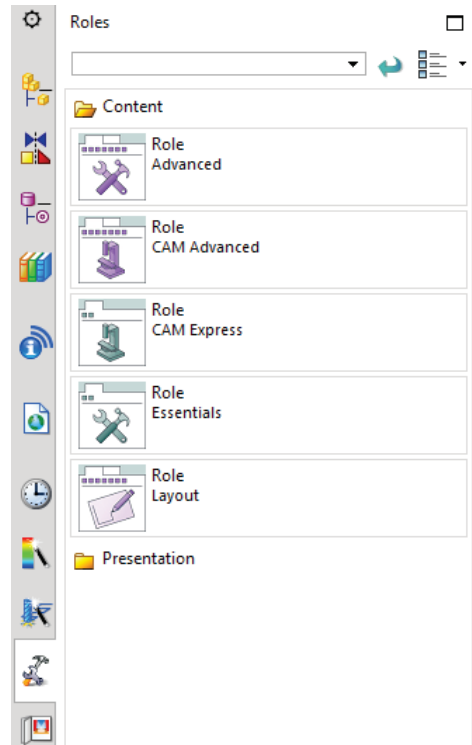 Roles
Content
Role
Advanced
Role
CAM Advanced
Role
CAM Express
Role
Essentials
Role
Layout
Presentation